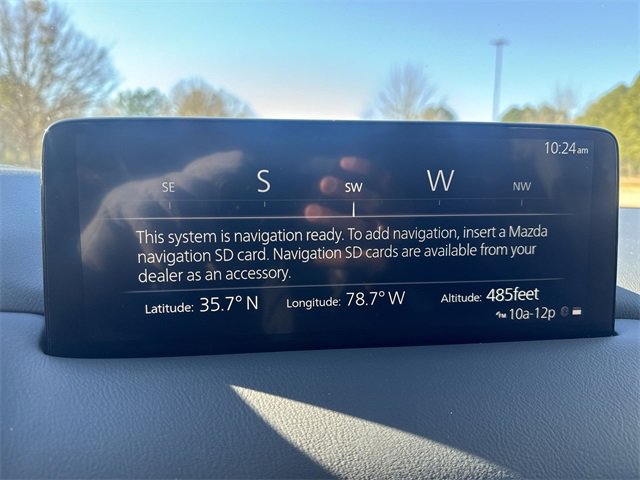 10:24am
SE S SW W NW
This system is navigation ready. To add navigation, insert a Mazda
navigation SD card. Navigation SD cards are available from your
dealer as an accessory.
Latitude: 35.7° N Longitude: 78.7° W Altitude: 485feet
10a-12p